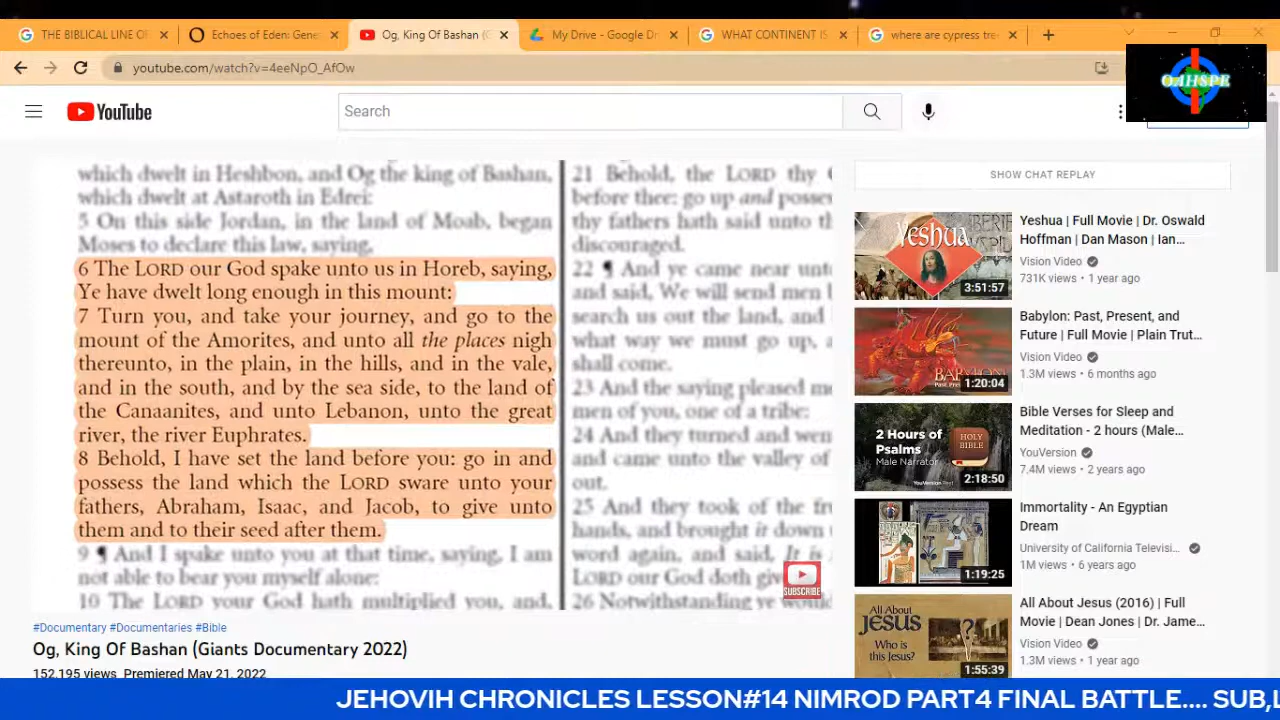 THE BIBLICAL LINE OF
Echoes of Eden: Gene
Og, King Of Bashan (
My Drive - Google Dr
WHAT CONTINENT IS
where are cypress tre
youtube.com/watch?v=4eeNpO_AfOw
OAHSPE
YouTube
Search
which dwelt in Heshbon, and Og the king of Bashan,
which dwelt at Astaroth in Edrei:
5 On this side Jordan, in the land of Moab, began
Moses to declare this law, saying,
6 The LORD our God spake unto us in Horeb, saying,
Ye have dwelt long enough in this mount:
7 Turn you, and take your journey, and go to the
mount of the Amorites, and unto all the places nigh
thereunto, in the plain, in the hills, and in the vale,
and in the south, and by the sea side, to the land of
the Canaanites, and unto Lebanon, unto the great
river, the river Euphrates.
8 Behold, I have set the land before you: go in and
possess the land which the LORD sware unto your
fathers, Abraham, Isaac, and Jacob, to give unto
them and to their seed after them.
9 ¶ And I spake unto you at that time, saying, I am
not able to bear you myself alone:
10 The LORD your God hath multiplied you, and,
21 Behold, the LORD thy
before thee: go up and posses
thy fathers hath said unto th
discouraged.
22 ¶ And ye came near unt
and said, We will send men b
search us out the land, and
what way we must go up, a
shall come.
23 And the saying pleased me
men of you, one of a tribe:
24 And they turned and wen
and came unto the valley of
out.
25 And they took of the fru
hands, and brought it down u
word again, and said, It is
LORD our God doth giv
26 Notwithstanding ye would
SUBSCRIBE
SHOW CHAT REPLAY
Yeshua
3:51:57
Yeshua | Full Movie | Dr. Oswald
Hoffman | Dan Mason | Ian...
Vision Video
731K views • 1 year ago
BABYLON
1:20:04
Babylon: Past, Present, and
Future | Full Movie | Plain Trut...
Vision Video
1.3M views • 6 months ago
2 Hours of
Psalms
Male Narrator
HOLY
BIBLE
2:18:50
Bible Verses for Sleep and
Meditation - 2 hours (Male...
YouVersion
7.4M views • 2 years ago
1:19:25
Immortality - An Egyptian
Dream
University of California Televisi...
1M views • 6 years ago
All About
JESUS
Who is
this Jesus?
1:55:39
All About Jesus (2016) | Full
Movie | Dean Jones | Dr. Jame...
Vision Video
1.3M views • 1 year ago
#Documentary #Documentaries #Bible
Og, King Of Bashan (Giants Documentary 2022)
152,195 views Premiered May 21, 2022
JEHOVIH CHRONICLES LESSON#14 NIMROD PART4 FINAL BATTLE.... SUB,L